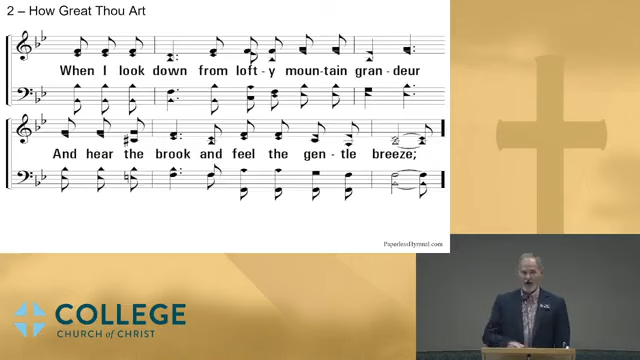 2 – How Great Thou Art
When I look down from loft-y moun-tain gran-deur
And hear the brook and feel the gen-tle breeze;
PaperlessHymnal.com
COLLEGE
CHURCH of CHRIST